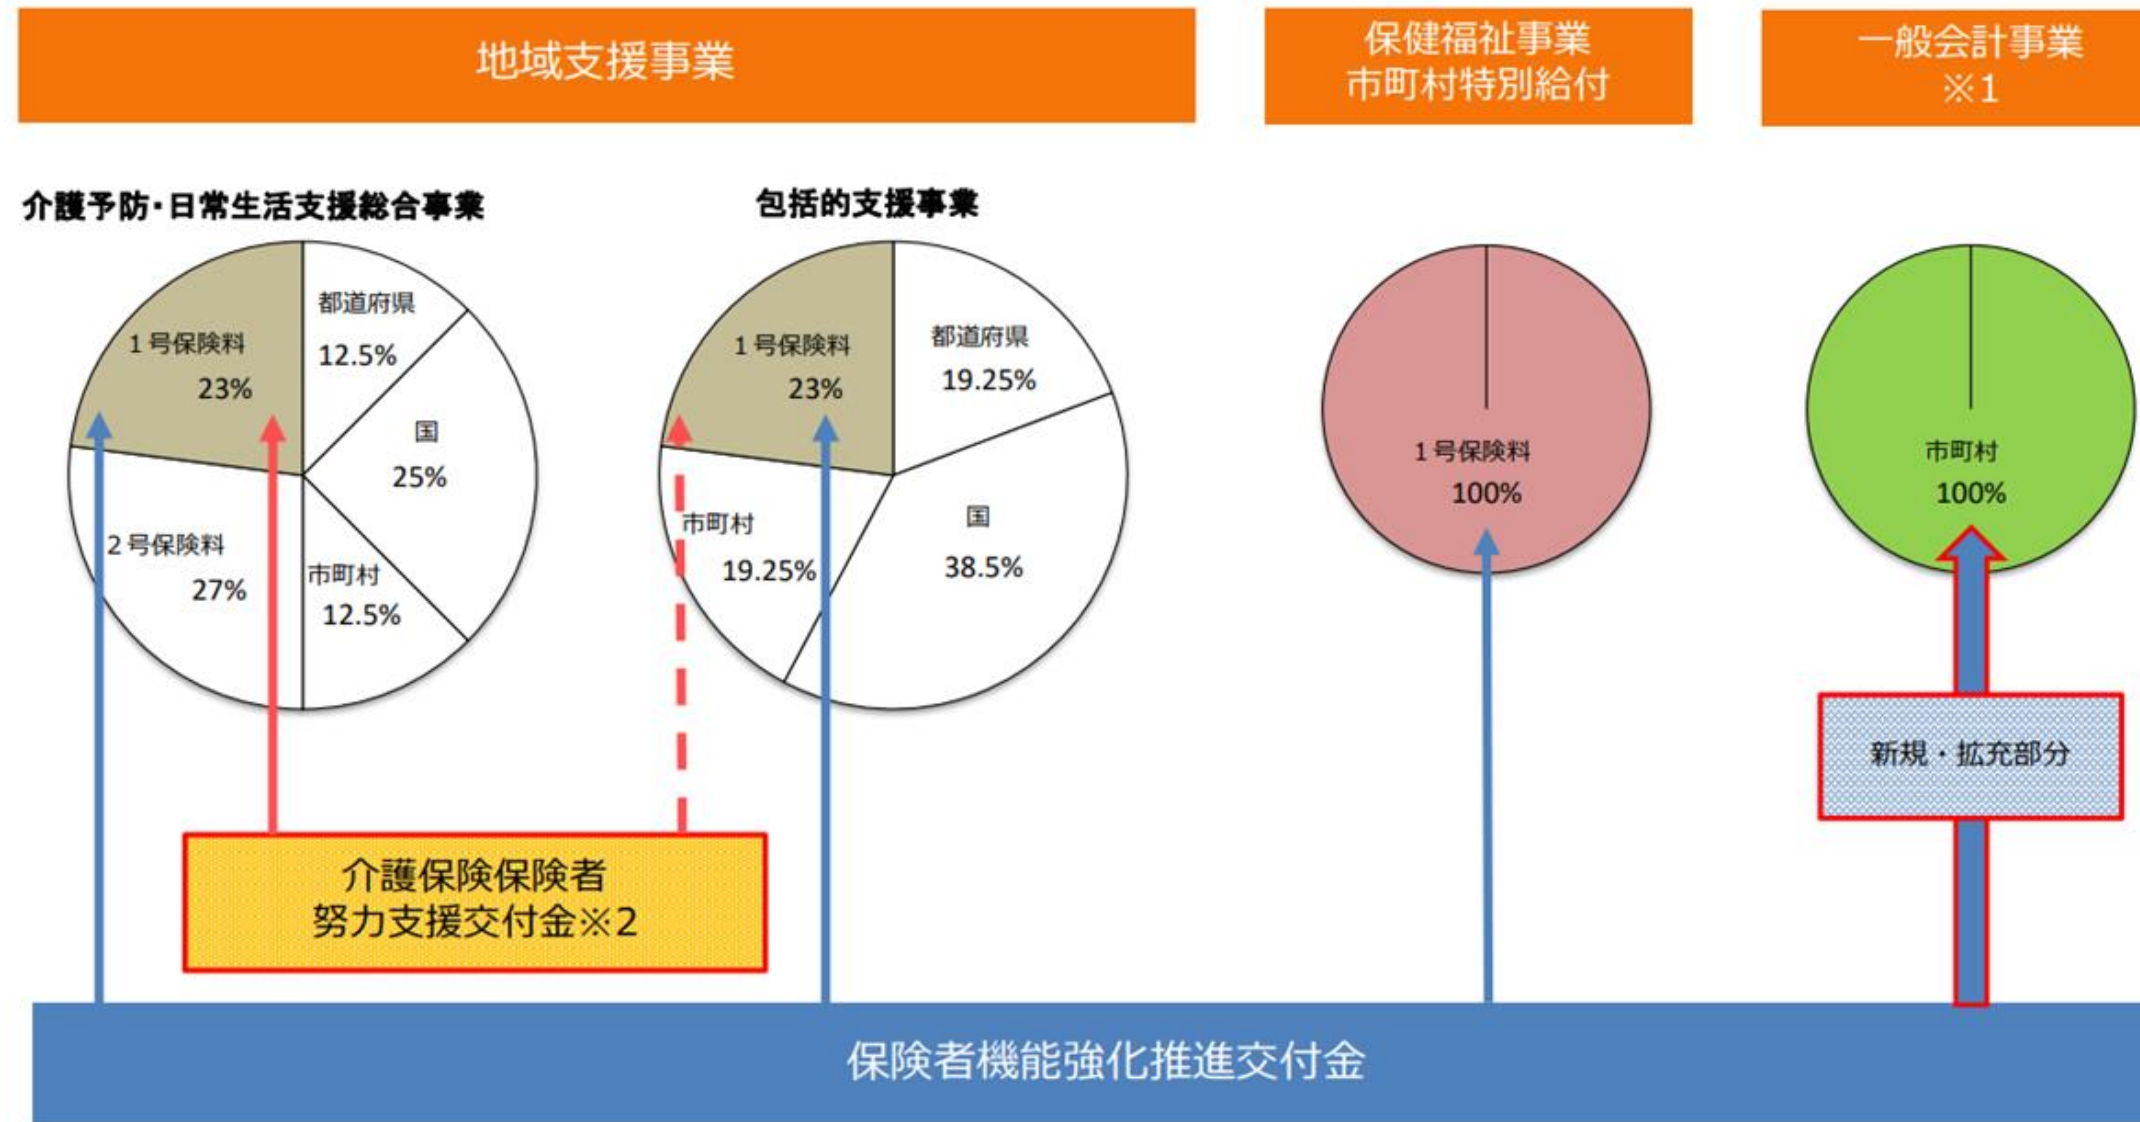 地域支援事業
保健福祉事業
市町村特別給付
一般会計事業
※1
介護予防・日常生活支援総合事業
包括的支援事業
都道府県
12.5%
国
25%
市町村
12.5%
2号保険料
27%
1号保険料
23%
都道府県
19.25%
国
38.5%
市町村
19.25%
1号保険料
23%
1号保険料
100%
市町村
100%
新規・拡充部分
介護保険保険者
努力支援交付金※2
保険者機能強化推進交付金